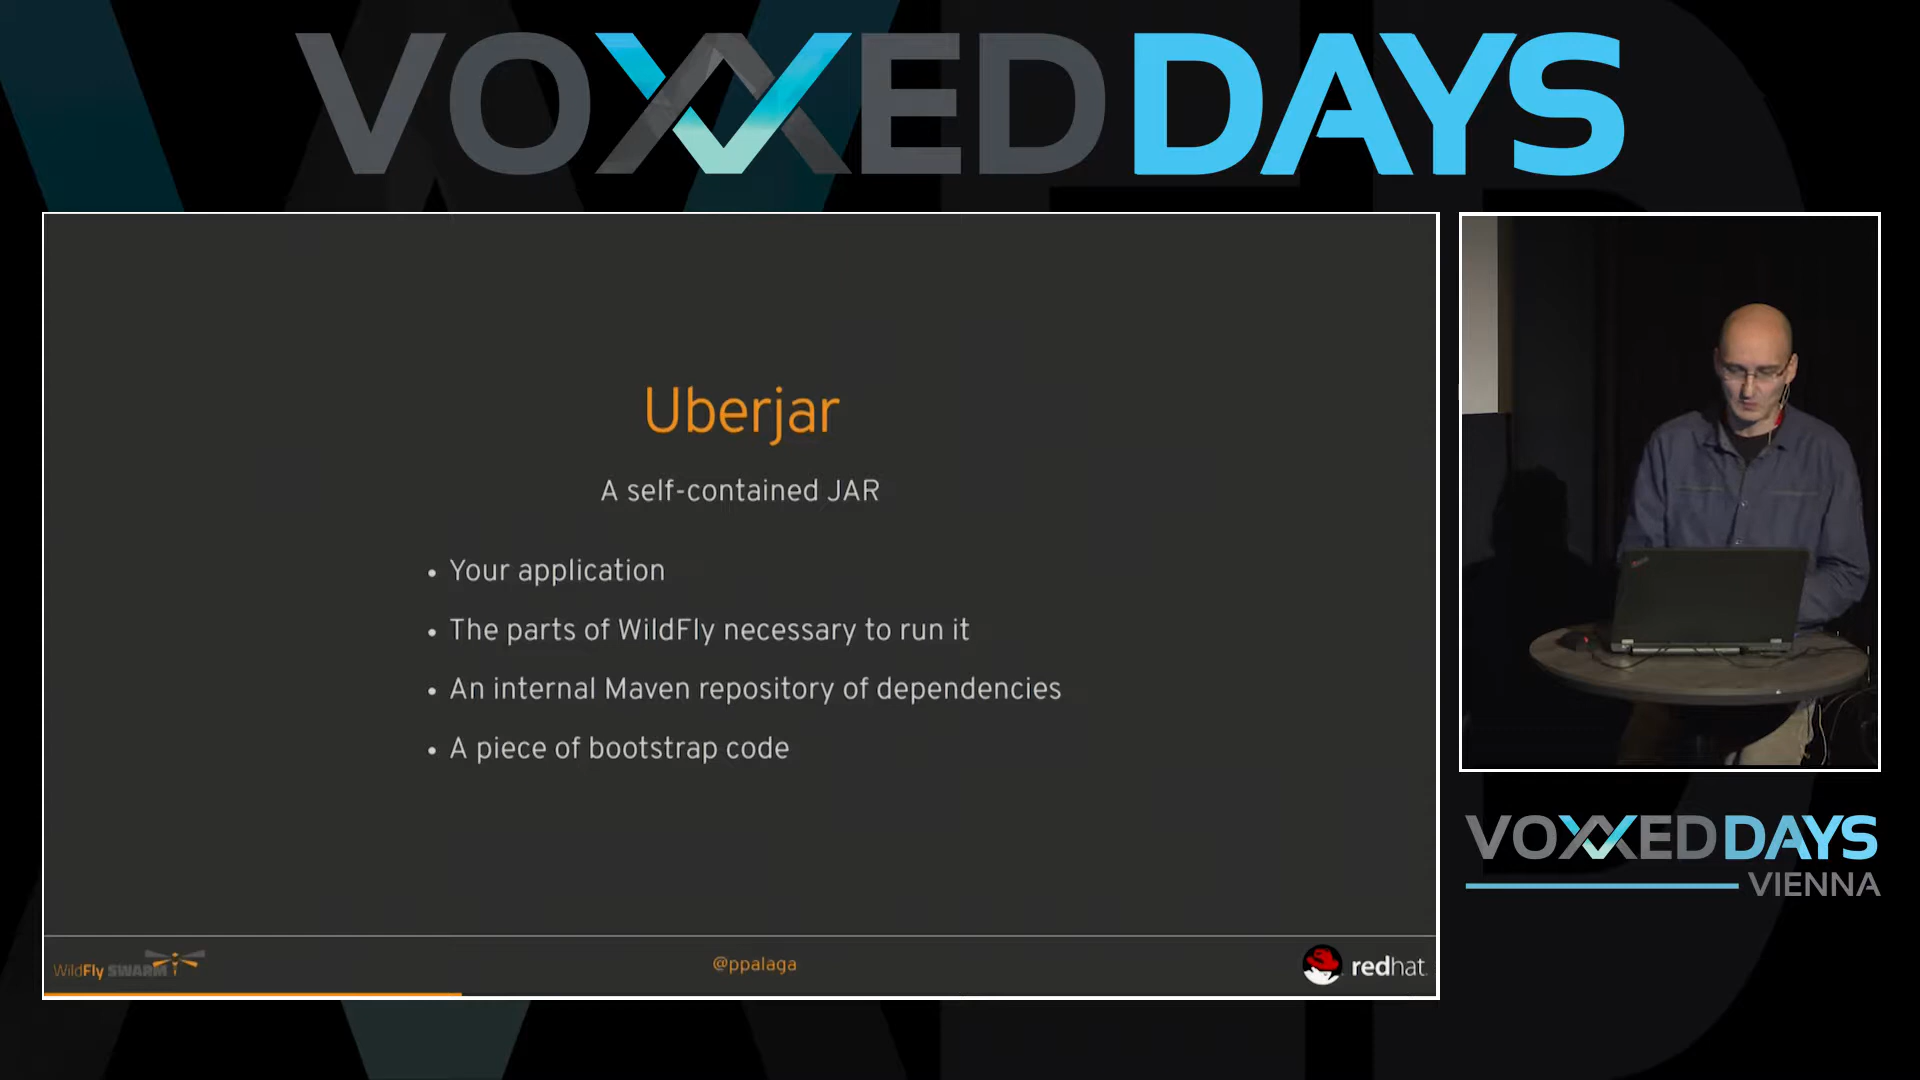 VOXXED DAYS
Uberjar
A self-contained JAR
• Your application
• The parts of WildFly necessary to run it
• An internal Maven repository of dependencies
• A piece of bootstrap code
WildFly SWARM
@ppalaga
redhat.
VOXXED DAYS
VIENNA